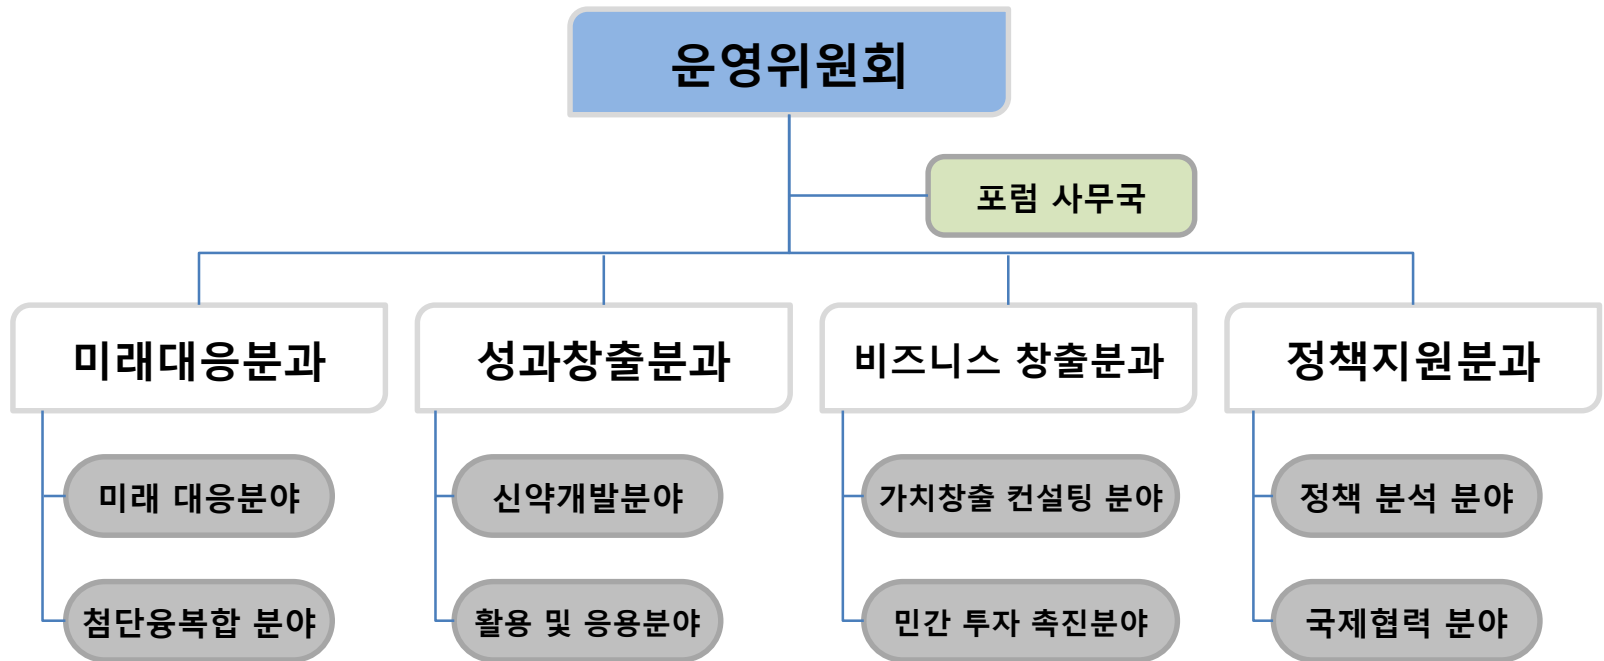 운영위원회
포럼 사무국
미래대응분과
성과창출분과
비즈니스 창출분과
정책지원분과
미래 대응분야
신약개발분야
가치창출 컨설팅 분야
정책 분석 분야
첨단융복합 분야
활용 및 응용분야
민간 투자 촉진분야
국제협력 분야